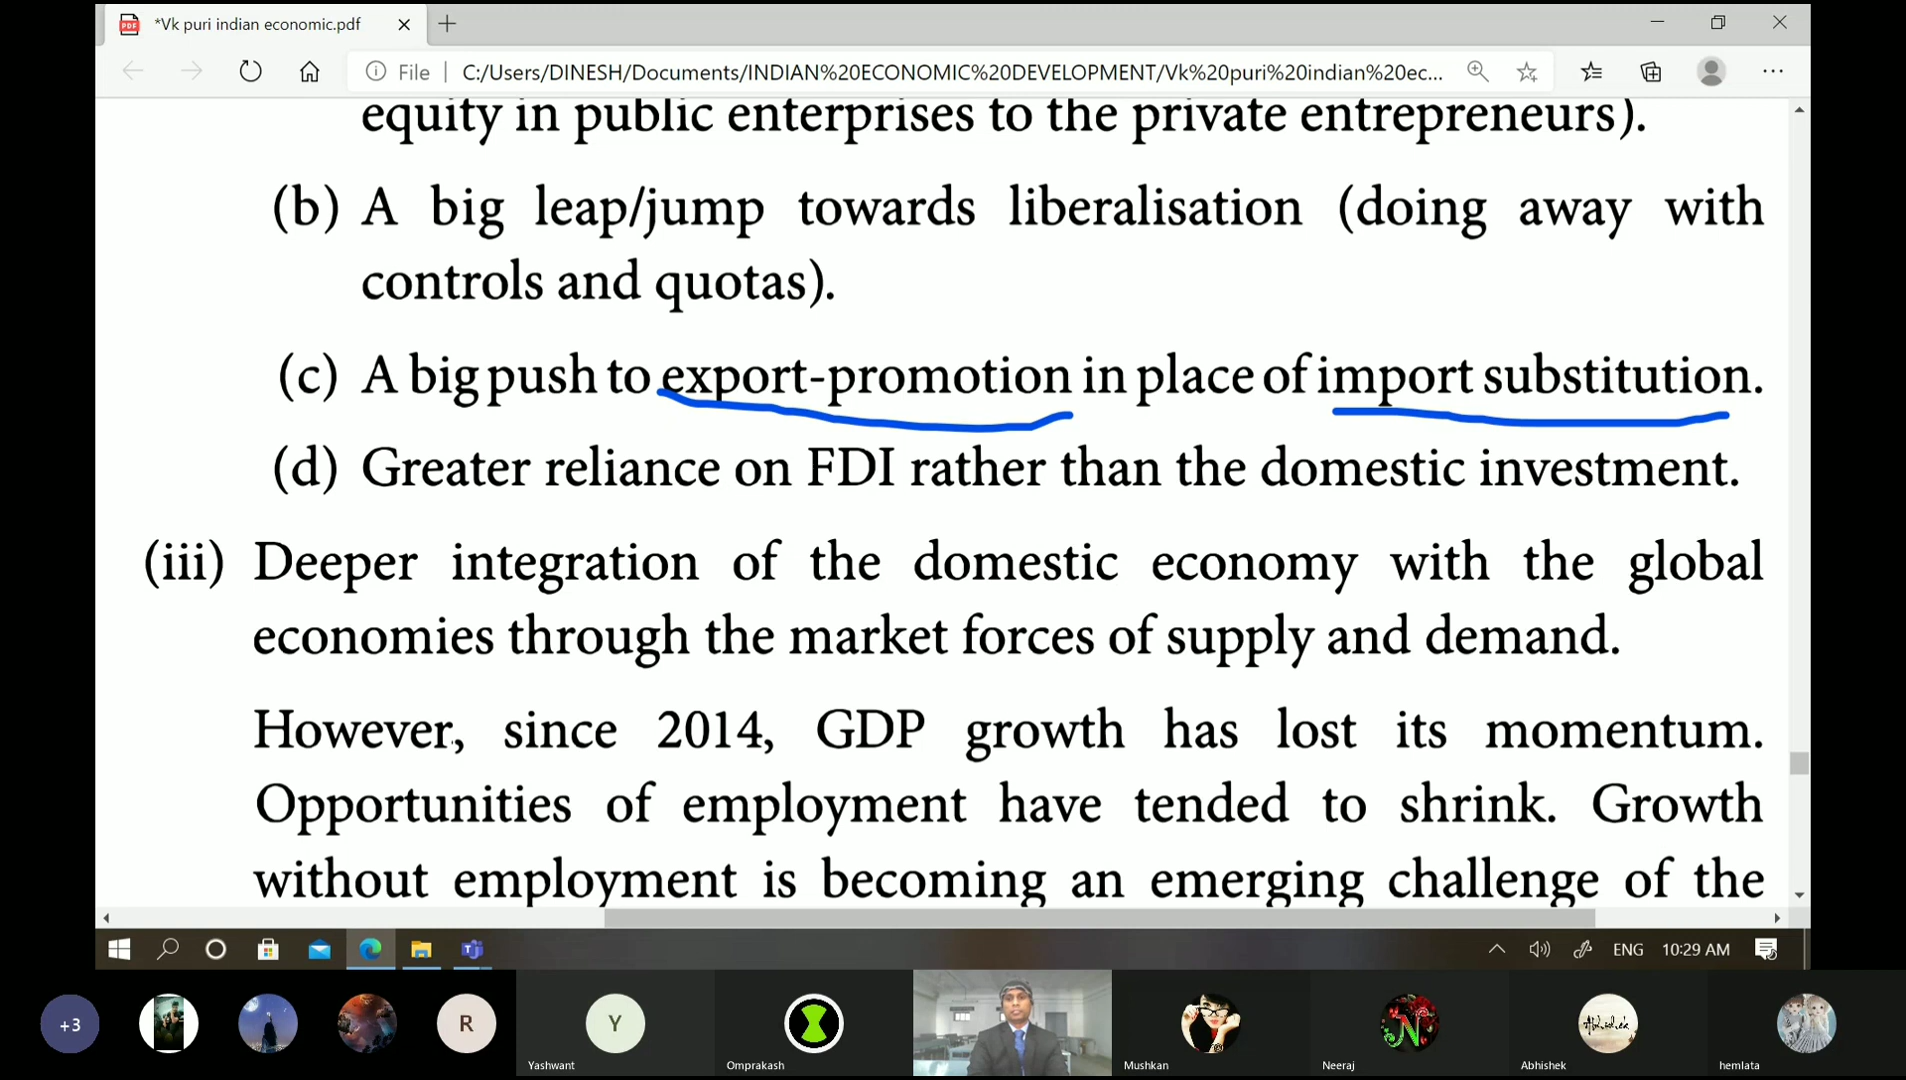 *Vk puri indian economic.pdf
File | C:/Users/DINESH/Documents/INDIAN%20ECONOMIC%20DEVELOPMENT/Vk%20puri%20indian%20ec...
equity in public enterprises to the private entrepreneurs).
(b) A big leap/jump towards liberalisation (doing away with
controls and quotas).
(c) A big push to export-promotion in place of import substitution.
(d) Greater reliance on FDI rather than the domestic investment.
(iii) Deeper integration of the domestic economy with the global
economies through the market forces of supply and demand.
However, since 2014, GDP growth has lost its momentum.
Opportunities of employment have tended to shrink. Growth
without employment is becoming an emerging challenge of the
ENG 10:29 AM
+3 R Y N Abhishek
Yashwant Omprakash Mushkan Neeraj Abhishek hemlata